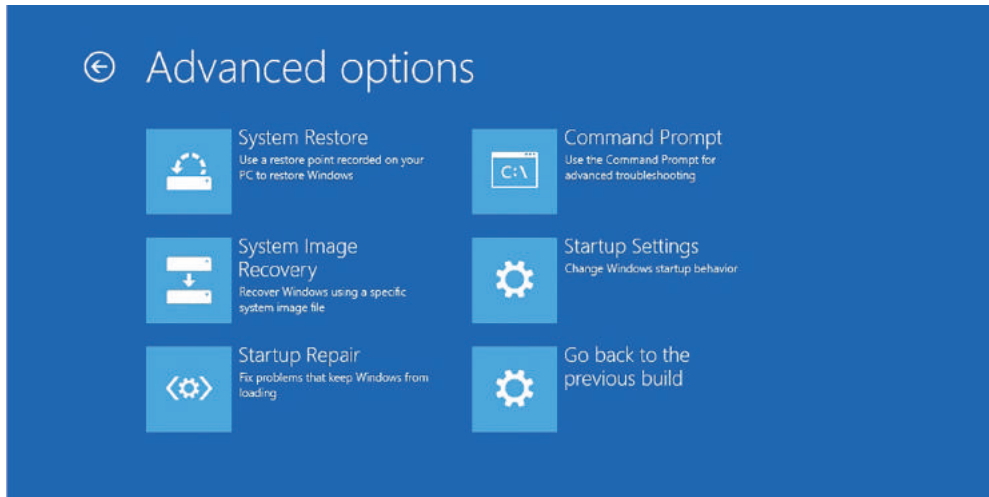 Advanced options
System Restore
Use a restore point recorded on your
PC to restore Windows
Command Prompt
Use the Command Prompt for
advanced troubleshooting
C:\
System Image
Recovery
Recover Windows using a specific
system image file
Startup Settings
Change Windows startup behavior
Startup Repair
Fix problems that keep Windows from
loading
Go back to the
previous build